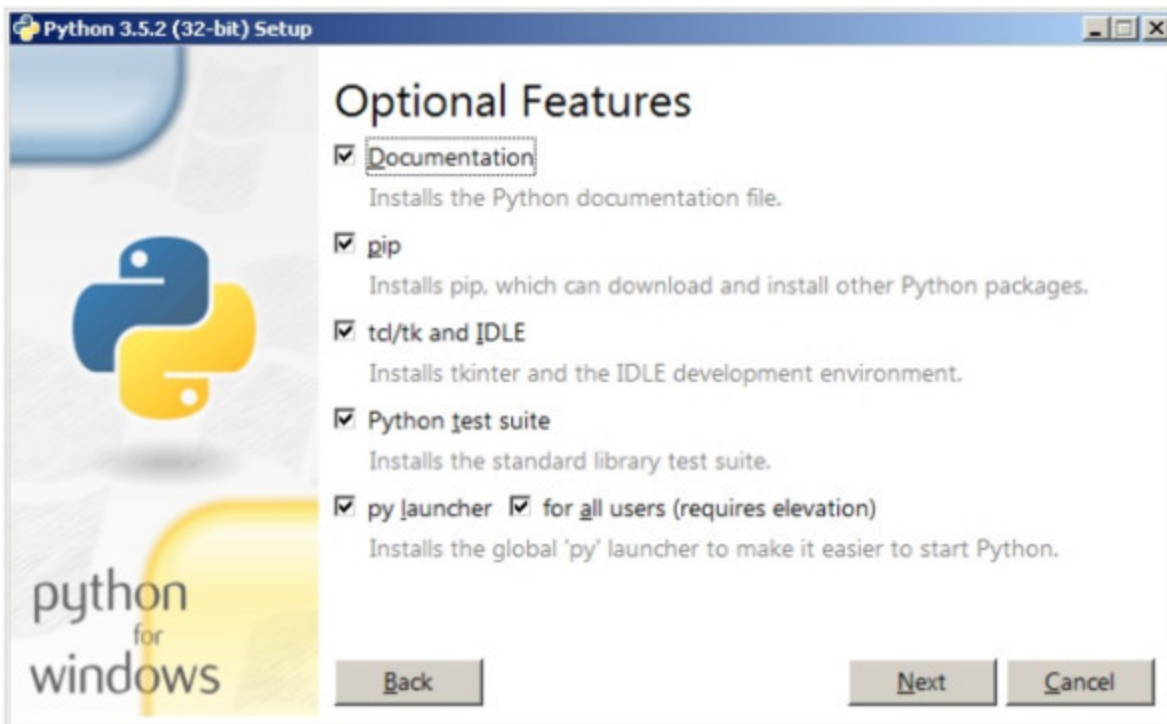 Python 3.5.2 (32-bit) Setup
Optional Features
Documentation
Installs the Python documentation file.
pip
Installs pip, which can download and install other Python packages.
tcl/tk and IDLE
Installs tkinter and the IDLE development environment.
Python test suite
Installs the standard library test suite.
py launcher for all users (requires elevation)
Installs the global 'py' launcher to make it easier to start Python.
python
for
windows
Back Next Cancel